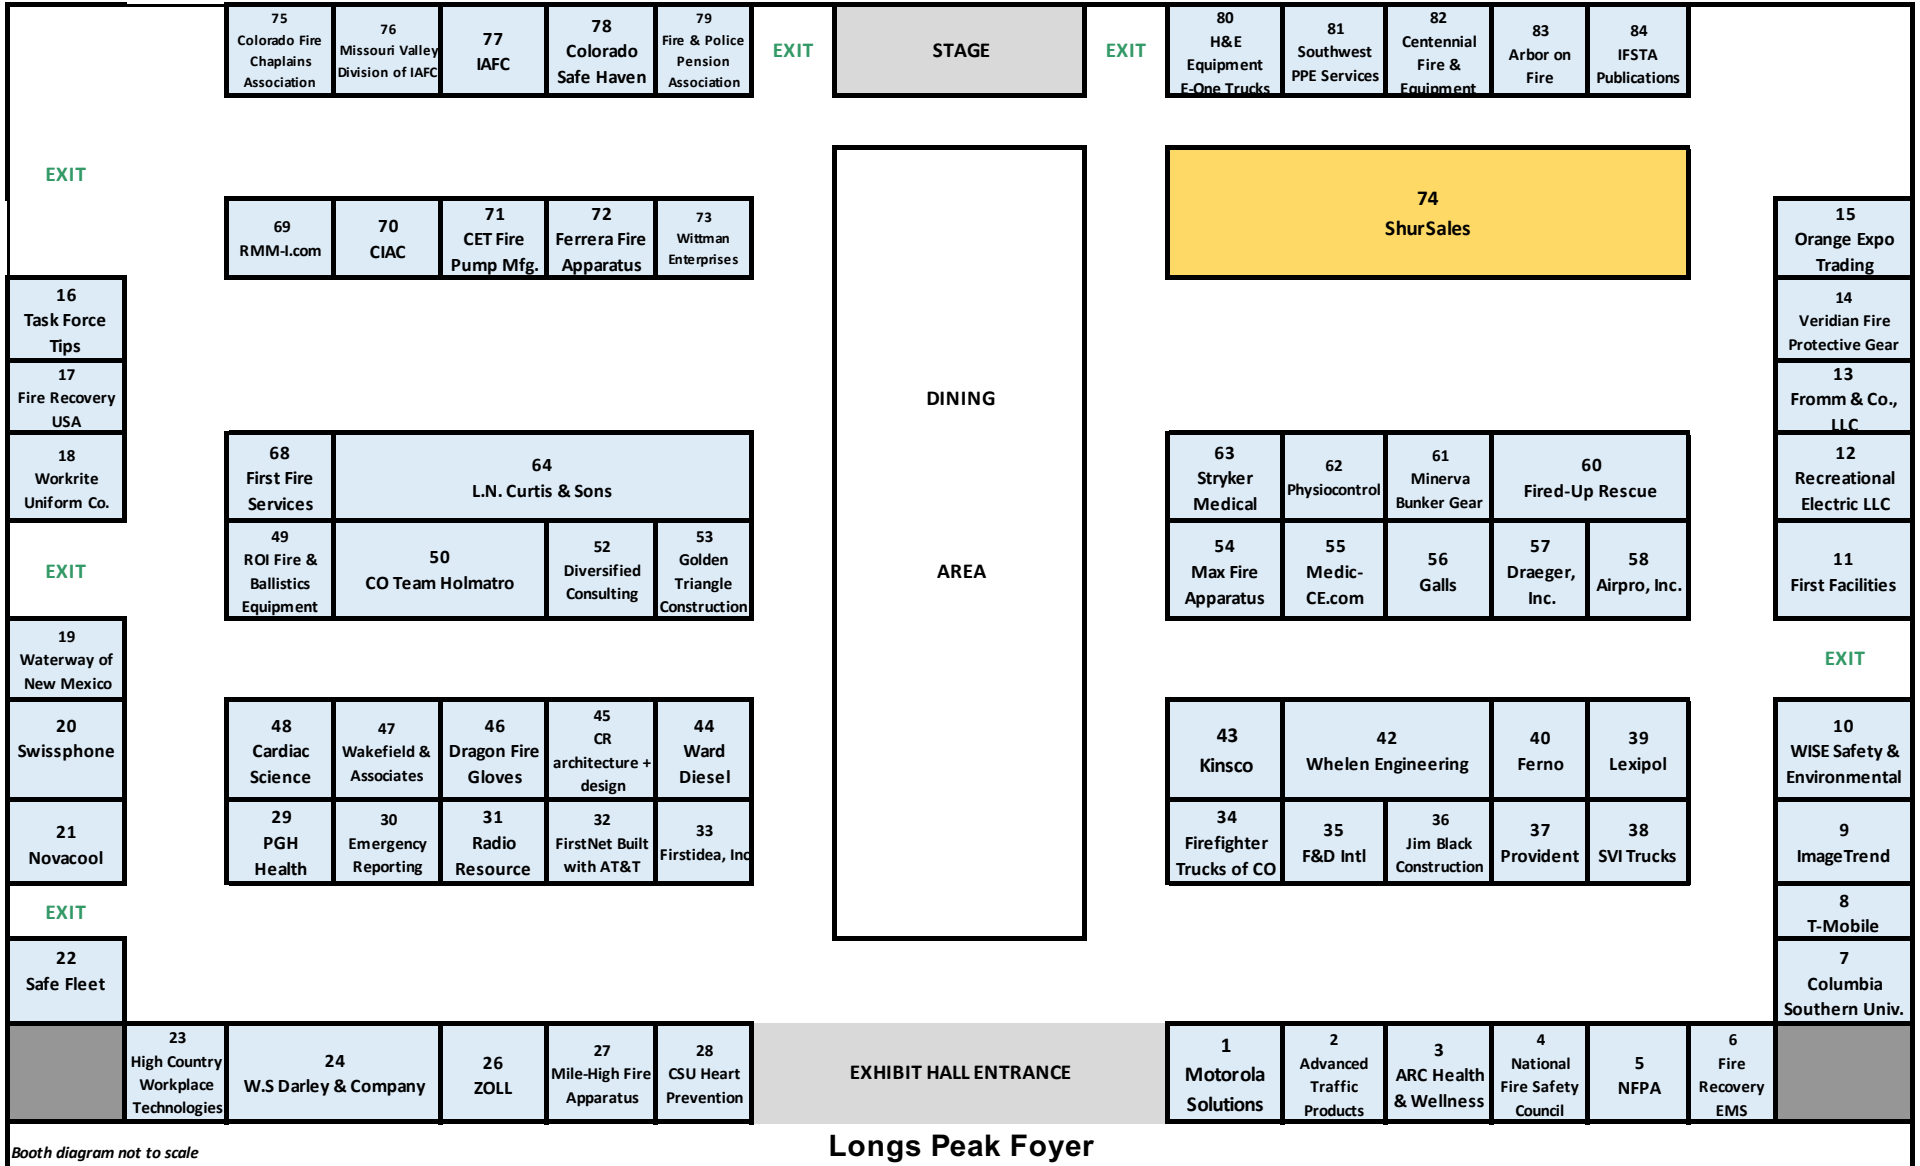 75
Colorado Fire
Chaplains
Association
76
Missouri Valley
Division of IAFC
77
IAFC
78
Colorado
Safe Haven
79
Fire & Police
Pension
Association
EXIT
STAGE
EXIT
80
H&E
Equipment
E-One Trucks
81
Southwest
PPE Services
82
Centennial
Fire &
Equipment
83
Arbor on
Fire
84
IFSTA
Publications
EXIT
69
RMM-I.com
70
CIAC
71
CET Fire
Pump Mfg.
72
Ferrera Fire
Apparatus
73
Wittman
Enterprises
74
ShurSales
15
Orange Expo
Trading
16
Task Force
Tips
14
Veridian Fire
Protective Gear
17
Fire Recovery
USA
DINING
13
Fromm & Co.,
LLC
18
Workrite
Uniform Co.
68
First Fire
Services
64
L.N. Curtis & Sons
63
Stryker
Medical
62
Physiocontrol
61
Minerva
Bunker Gear
60
Fired-Up Rescue
12
Recreational
Electric LLC
EXIT
49
ROI Fire &
Ballistics
Equipment
50
CO Team Holmatro
52
Diversified
Consulting
53
Golden
Triangle
Construction
AREA
54
Max Fire
Apparatus
55
Medic-
CE.com
56
Galls
57
Draeger,
Inc.
58
Airpro, Inc.
11
First Facilities
19
Waterway of
New Mexico
EXIT
20
Swissphone
48
Cardiac
Science
47
Wakefield &
Associates
46
Dragon Fire
Gloves
45
CR
architecture +
design
44
Ward
Diesel
43
Kinsco
42
Whelen Engineering
40
Ferno
39
Lexipol
10
WISE Safety &
Environmental
21
Novacool
29
PGH
Health
30
Emergency
Reporting
31
Radio
Resource
32
FirstNet Built
with AT&T
33
Firstidea, Inc
34
Firefighter
Trucks of CO
35
F&D Intl
36
Jim Black
Construction
37
Provident
38
SVI Trucks
9
ImageTrend
EXIT
8
T-Mobile
22
Safe Fleet
7
Columbia
Southern Univ.
23
High Country
Workplace
Technologies
24
W.S Darley & Company
26
ZOLL
27
Mile-High Fire
Apparatus
28
CSU Heart
Prevention
EXHIBIT HALL ENTRANCE
1
Motorola
Solutions
2
Advanced
Traffic
Products
3
ARC Health
& Wellness
4
National
Fire Safety
Council
5
NFPA
6
Fire
Recovery
EMS
Booth diagram not to scale
Longs Peak Foyer